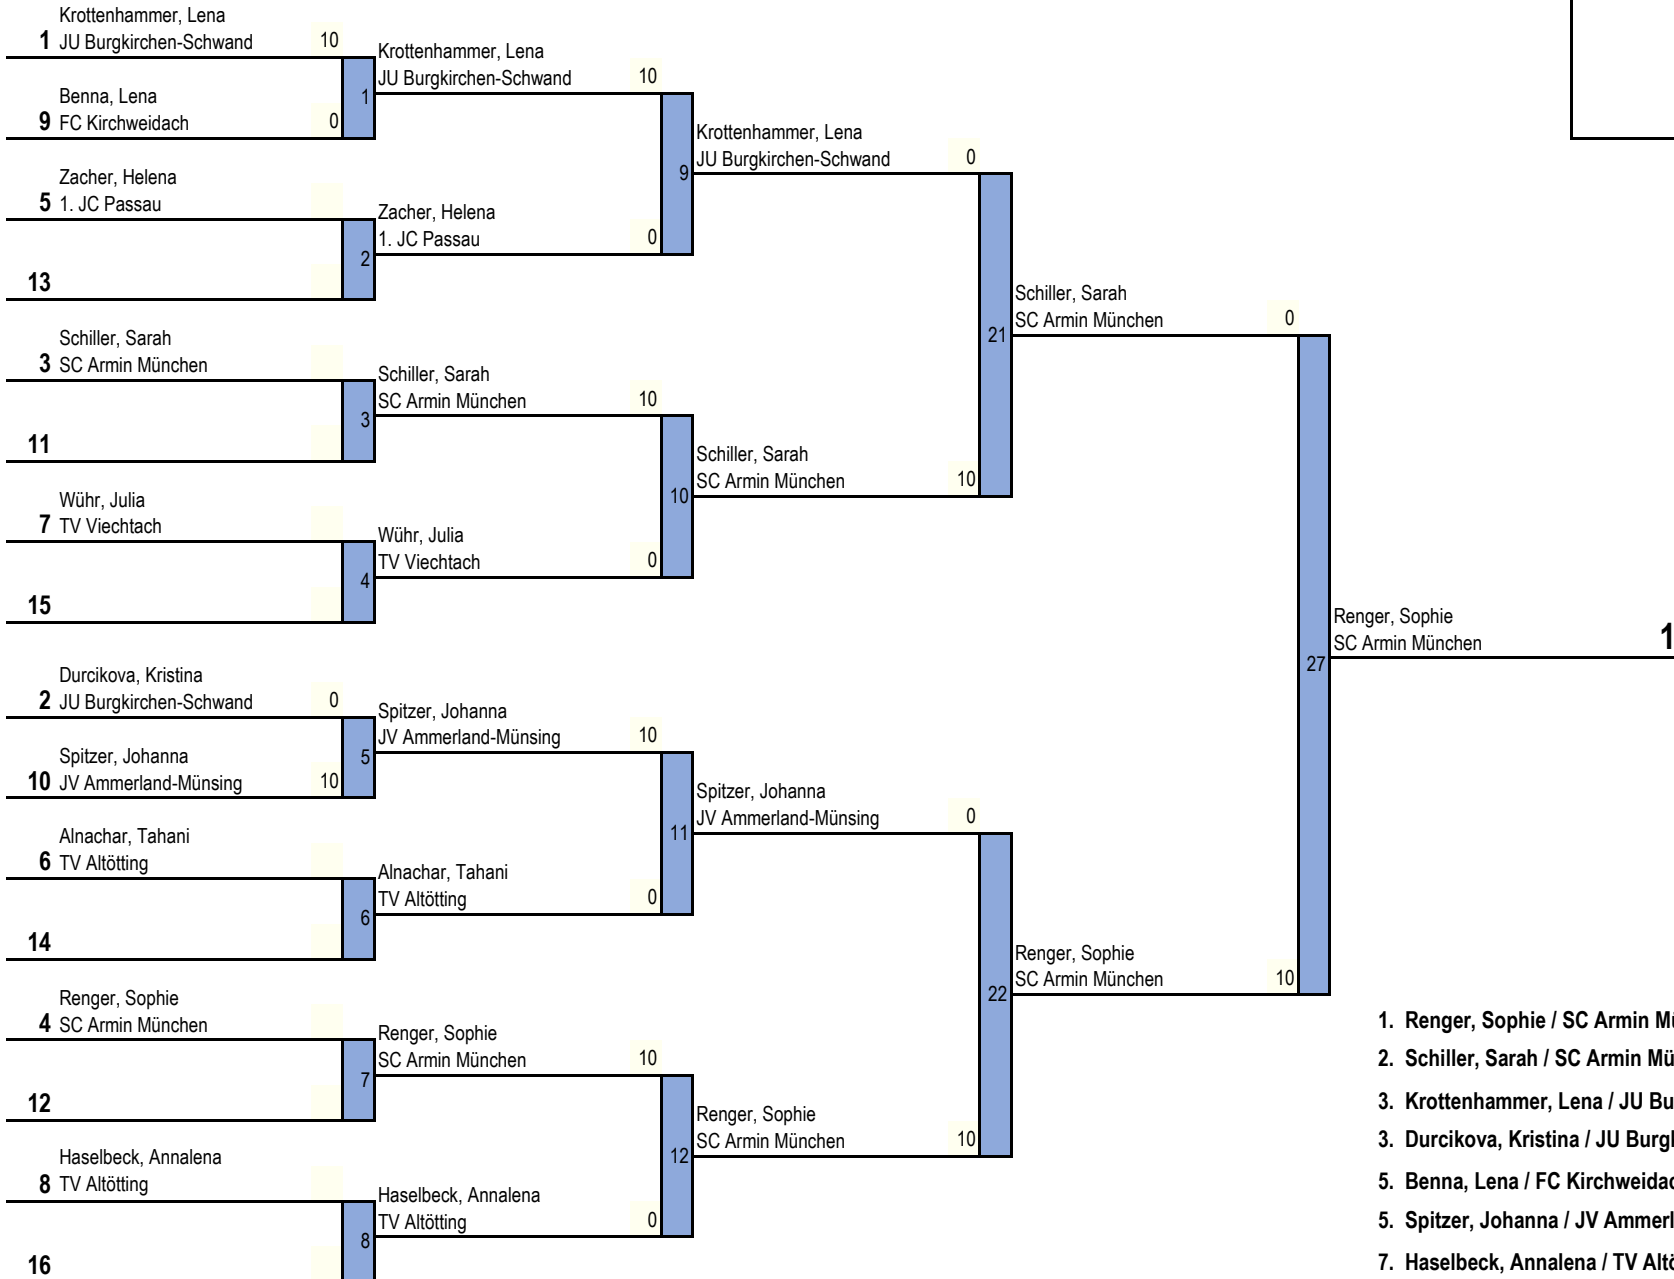 Krottenhammer, Lena
1 JU Burgkirchen-Schwand 10
Benna, Lena
9 FC Kirchweidach 0
1
Zacher, Helena
5 1. JC Passau
13
2
Schiller, Sarah
3 SC Armin München
11
3
Wühr, Julia
7 TV Viechtach
15
4
Durcikova, Kristina
2 JU Burgkirchen-Schwand 0
Spitzer, Johanna
10 JV Ammerland-Münsing 10
5
Alnachar, Tahani
6 TV Altötting
14
6
Renger, Sophie
4 SC Armin München
12
7
Haselbeck, Annalena
8 TV Altötting
16
8
Krottenhammer, Lena
JU Burgkirchen-Schwand 10
Zacher, Helena
1. JC Passau 0
9
Schiller, Sarah
SC Armin München 10
Wühr, Julia
TV Viechtach 0
10
Spitzer, Johanna
JV Ammerland-Münsing 10
Alnachar, Tahani
TV Altötting 0
11
Renger, Sophie
SC Armin München 10
Haselbeck, Annalena
TV Altötting 0
12
Krottenhammer, Lena
JU Burgkirchen-Schwand 0
Schiller, Sarah
SC Armin München 10
21
Spitzer, Johanna
JV Ammerland-Münsing 0
Renger, Sophie
SC Armin München 10
22
Schiller, Sarah
SC Armin München 0
Renger, Sophie
SC Armin München 10
27
Renger, Sophie
SC Armin München 1
1. Renger, Sophie / SC Armin
2. Schiller, Sarah / SC Armin
3. Krottenhammer, Lena / JU
3. Durcikova, Kristina / JU
5. Benna, Lena / FC
5. Spitzer, Johanna / JV
7. Haselbeck, Annalena / TV